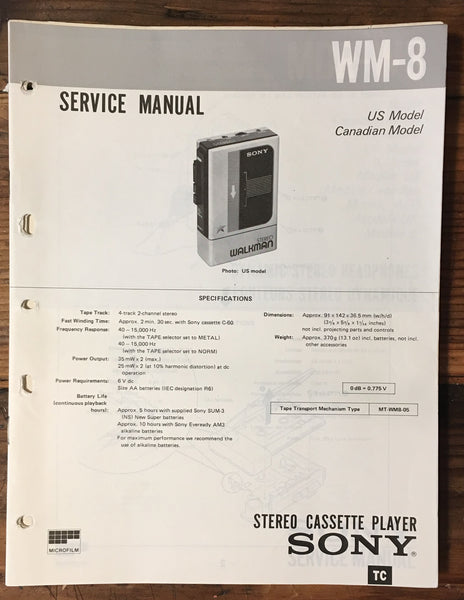 WM-8
SERVICE MANUAL
US Model
Canadian Model
SONY
STEREO
WALKMAN
Photo: US model
SPECIFICATIONS
Tape Track: 4-track 2-channel stereo
Fast Winding Time: Approx. 2 min. 30 sec. with Sony cassette C-60
Frequency Response: 40 – 15,000 Hz
(with the TAPE selector set to METAL)
40 – 15,000 Hz
(with the TAPE selector set to NORM)
Power Output: 35 mW x 2 (max.)
25 mW x 2 (at 10% harmonic distortion) at dc
operation
Power Requirements: 6 V dc
Size AA batteries (IEC designation R6)
Battery Life
(continuous playback
hours): Approx. 5 hours with supplied Sony SUM-3
(NS) New Super batteries
Approx. 10 hours with Sony Eveready AM3
alkaline batteries
For maximum performance we recommend the
use of alkaline batteries.
Dimensions: Approx. 91 x 142 x 36.5 mm (w/h/d)
inches)
not incl. projecting parts and controls
Weight: Approx. 370 g (13.1 oz) incl. batteries, not incl.
other accessories
0 dB = 0.775 V
Tape Transport Mechanism Type MT-WM8-05
MICROFILM
STEREO CASSETTE PLAYER
SONY®
TC